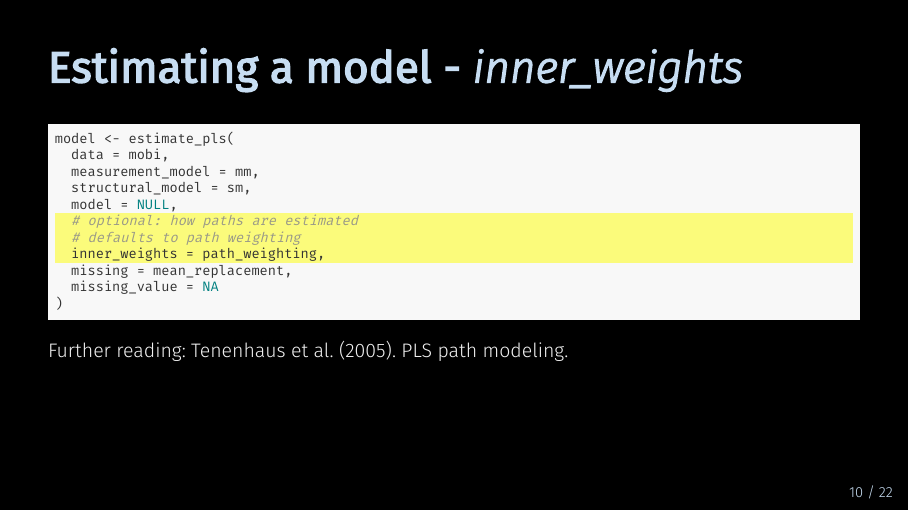 Estimating a model - inner_weights
model <- estimate_pls(
  data = mobi,
  measurement_model = mm,
  structural_model = sm,
  model = NULL,
  # optional: how paths are estimated
  # defaults to path weighting
  inner_weights = path_weighting,
  missing = mean_replacement,
  missing_value = NA
)
Further reading: Tenenhaus et al. (2005). PLS path modeling.
10 / 22